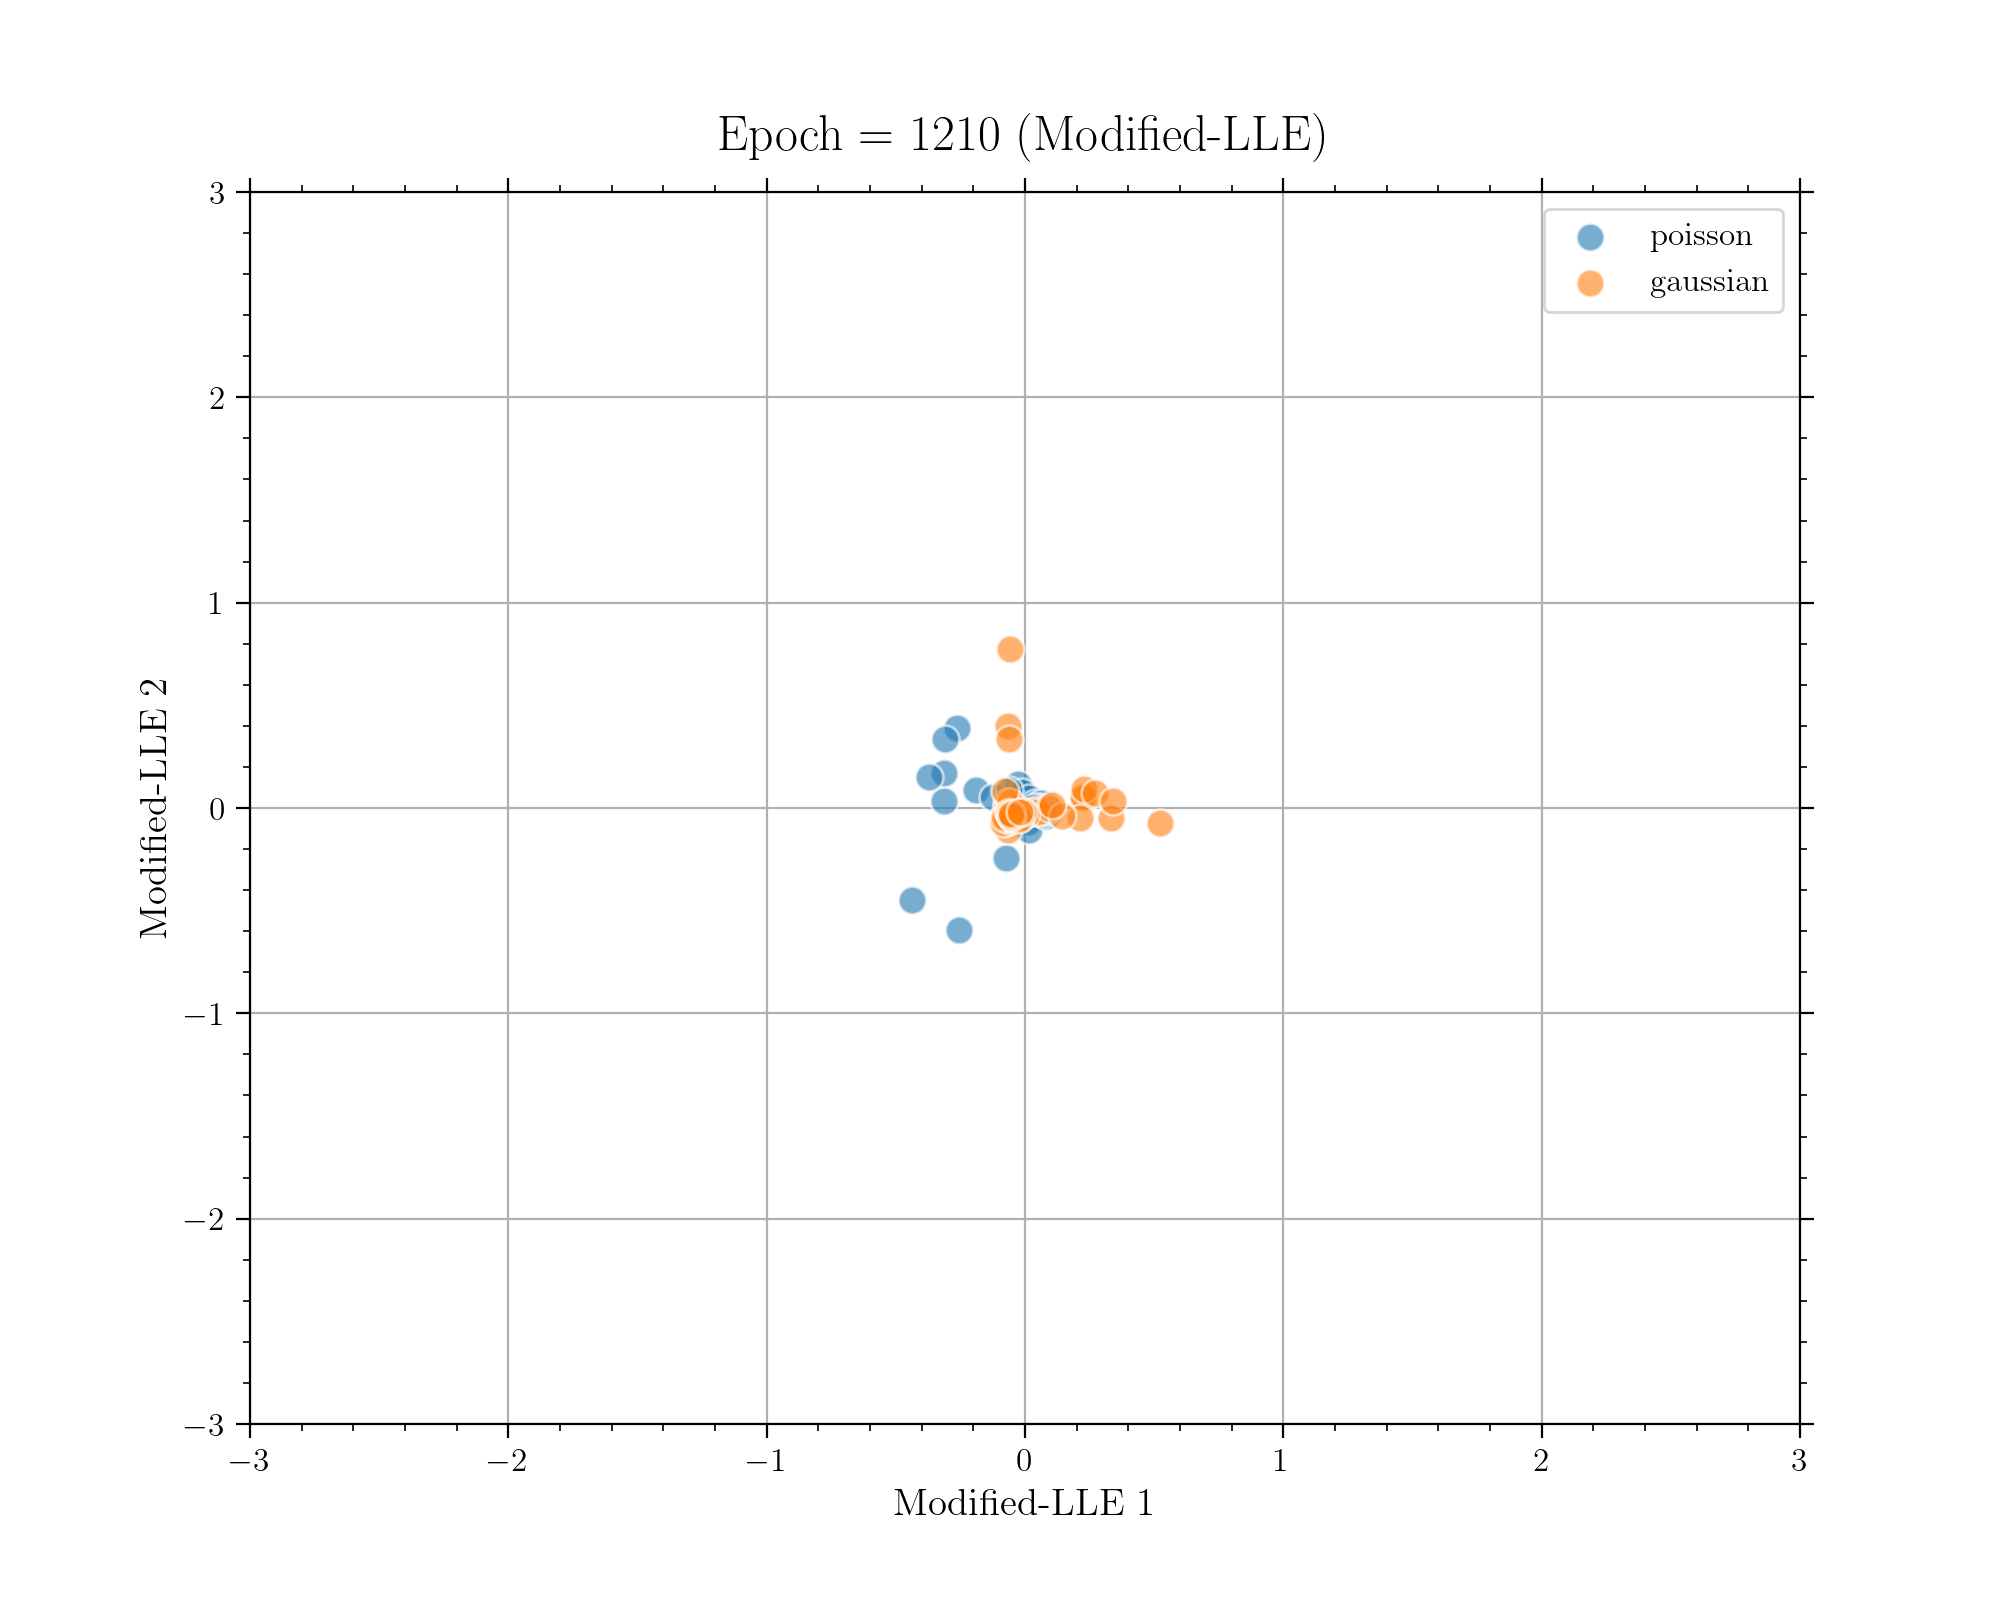 Epoch = 1210 (Modified-LLE)
poisson
gaussian
3
2
1
0
−1
−2
−3
Modified-LLE 2
−3 −2 −1 0 1 2 3
Modified-LLE 1